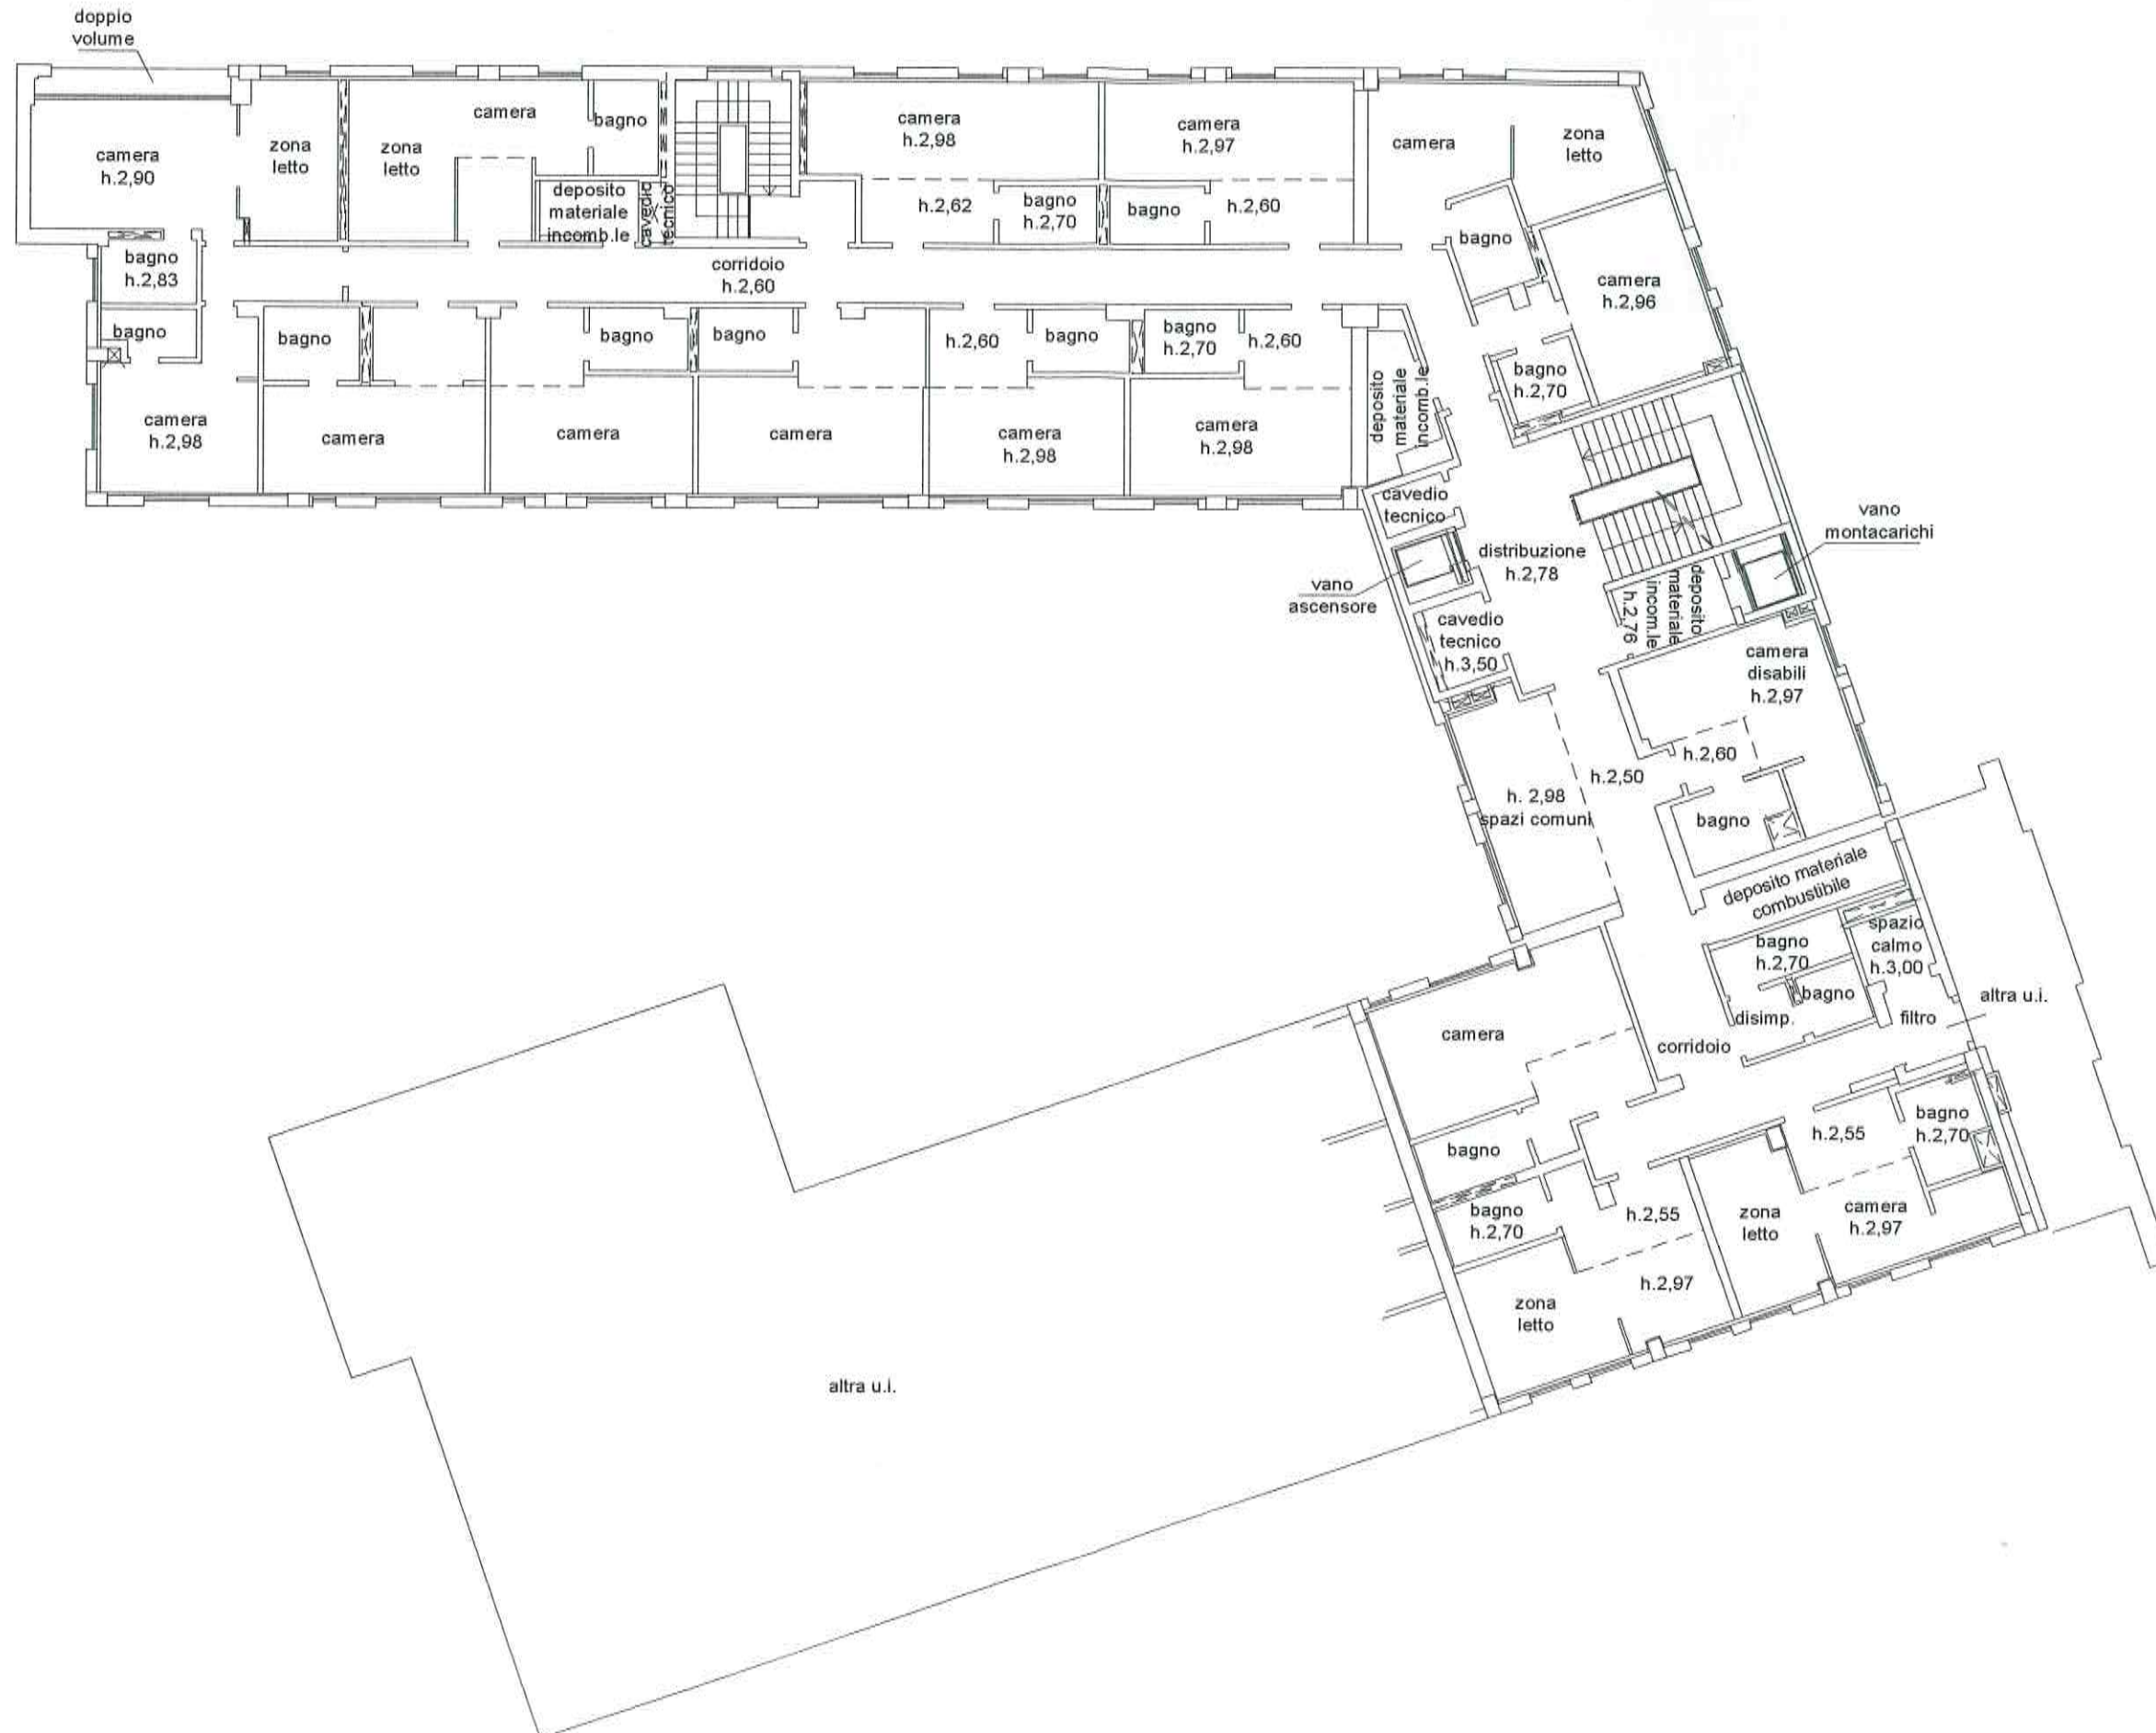 doppio
volume
camera
h.2,90
zona
letto
zona
letto
camera
bagno
deposito
materiale
incomb.le
cavedio
tecnico
camera
h.2,98
h.2,62
bagno
h.2,70
camera
h.2,97
bagno
h.2,60
camera
zona
letto
bagno
camera
h.2,96
bagno
h.2,83
corridoio
h.2,60
bagno
camera
h.2,98
bagno
camera
bagno
camera
bagno
camera
h.2,60
bagno
camera
h.2,98
bagno
h.2,70
h.2,60
camera
h.2,98
deposito
materiale
incomb.le
bagno
h.2,70
cavedio
tecnico
vano
ascensore
distribuzione
h.2,78
vano
montacarichi
deposito
materiale
incom.le
h.2,76
cavedio
tecnico
h.3,50
camera
disabili
h.2,97
h.2,60
h.2,50
h. 2,98
spazi comuni
bagno
deposito materiale
combustibile
bagno
h.2,70
spazio
calmo
h.3,00
bagno
disimp.
filtro
altra u.i.
camera
corridoio
bagno
h.2,55
bagno
h.2,70
bagno
h.2,70
h.2,55
zona
letto
camera
h.2,97
h.2,97
zona
letto
altra u.i.